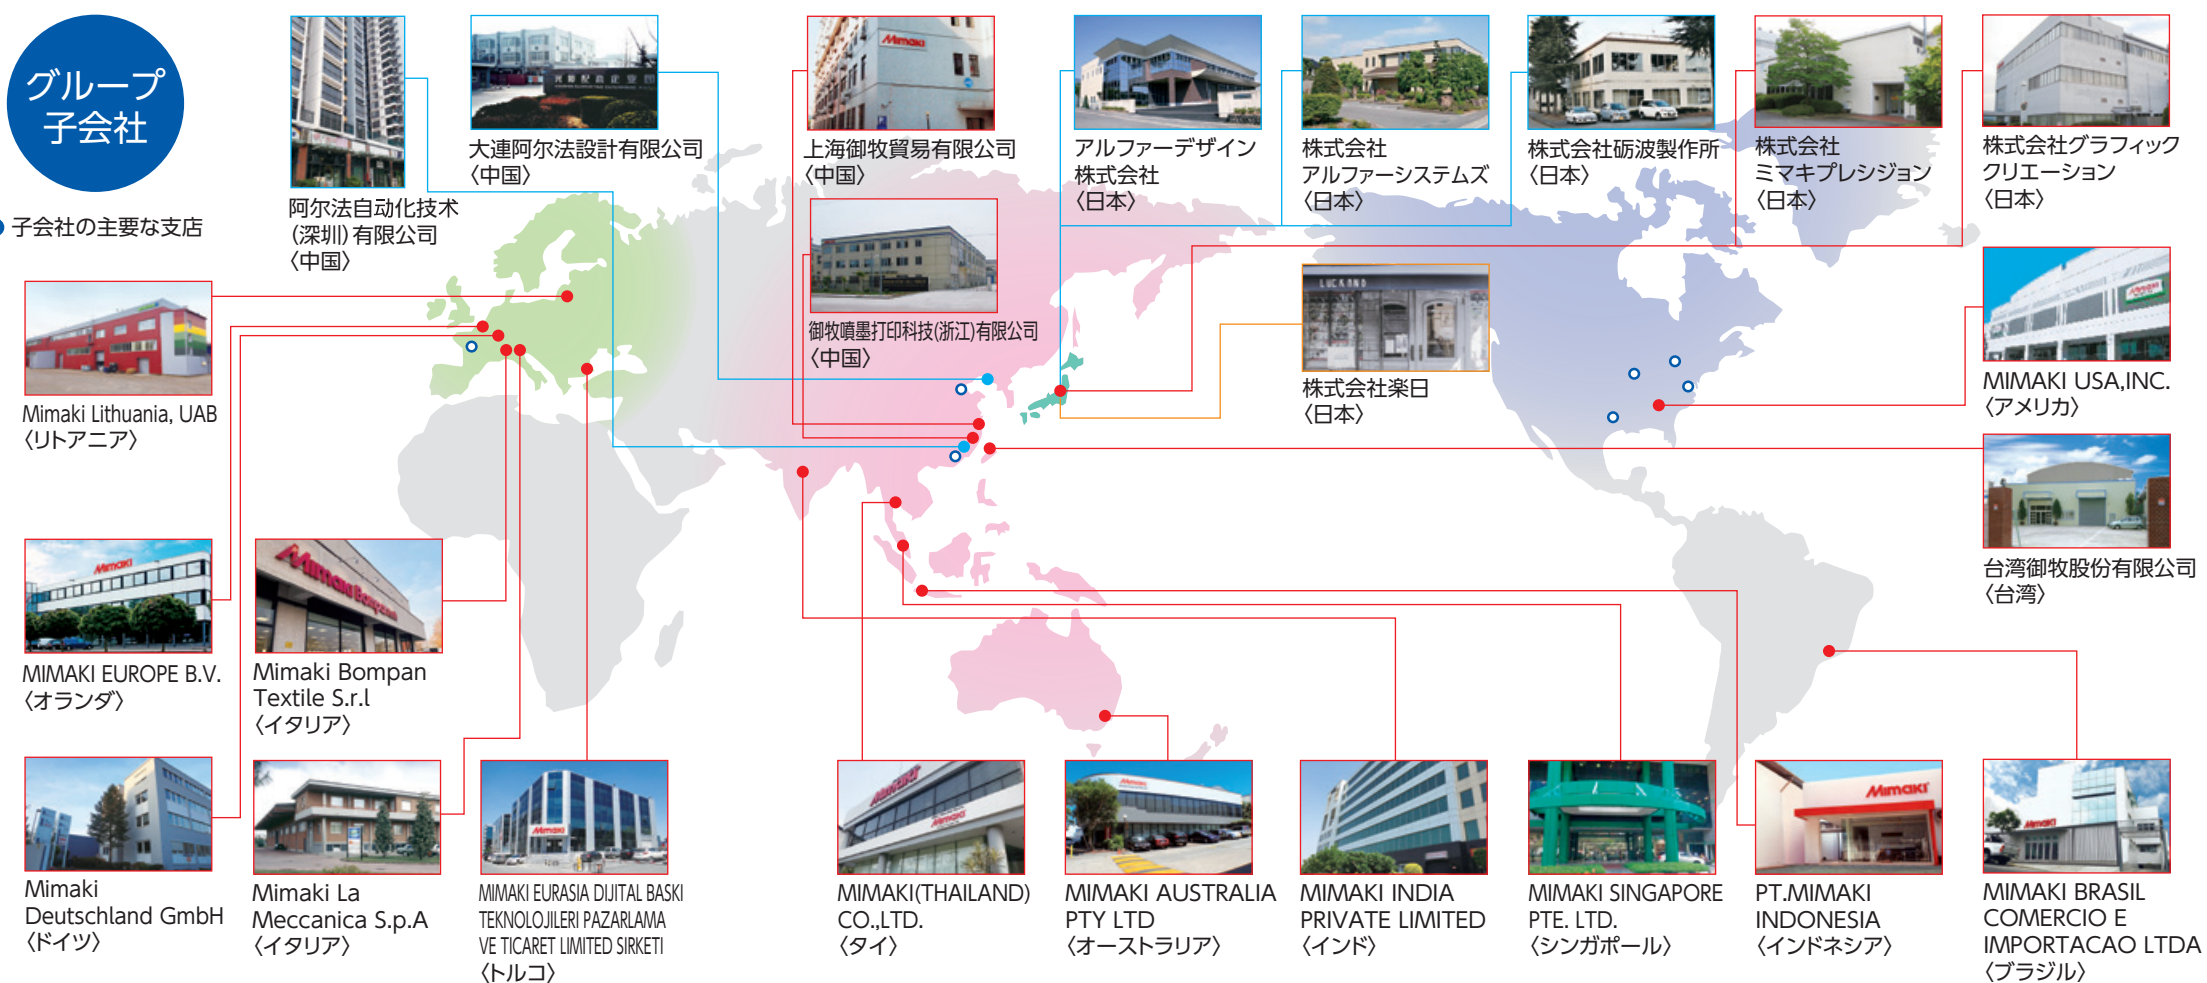 グループ
子会社
子会社の主要な支店
阿尔法自动化技术
(深圳)有限公司
〈中国〉
大連阿尔法設計有限公司
〈中国〉
Mimaki
上海御牧貿易有限公司
〈中国〉
御牧噴墨打印科技(浙江)有限公司
〈中国〉
アルファーデザイン
株式会社
〈日本〉
株式会社
アルファーシステムズ
〈日本〉
株式会社砺波製作所
〈日本〉
株式会社
ミマキプレシジョン
〈日本〉
株式会社グラフィック
クリエーション
〈日本〉
LUCKAND
株式会社楽日
〈日本〉
Mimaki Lithuania, UAB
〈リトアニア〉
Mimaki
MIMAKI USA,INC.
〈アメリカ〉
台湾御牧股份有限公司
〈台湾〉
Mimaki
MIMAKI EUROPE B.V.
〈オランダ〉
Mimaki Bompan
Mimaki Bompan
Textile S.r.l
〈イタリア〉
Mimaki
Deutschland GmbH
〈ドイツ〉
Mimaki La
Meccanica S.p.A
〈イタリア〉
Mimaki
MIMAKI EURASIA DIJITAL BASKI
TEKNOLOJILERI PAZARLAMA
VE TICARET LIMITED SIRKETI
〈トルコ〉
Mimaki
Mimaki
MIMAKI(THAILAND)
CO.,LTD.
〈タイ〉
Mimaki
MIMAKI AUSTRALIA
PTY LTD
〈オーストラリア〉
MIMAKI INDIA
PRIVATE LIMITED
〈インド〉
MIMAKI SINGAPORE
PTE. LTD.
〈シンガポール〉
Mimaki
PT.MIMAKI
INDONESIA
〈インドネシア〉
Mimaki
MIMAKI BRASIL
COMERCIO E
IMPORTACAO LTDA
〈ブラジル〉